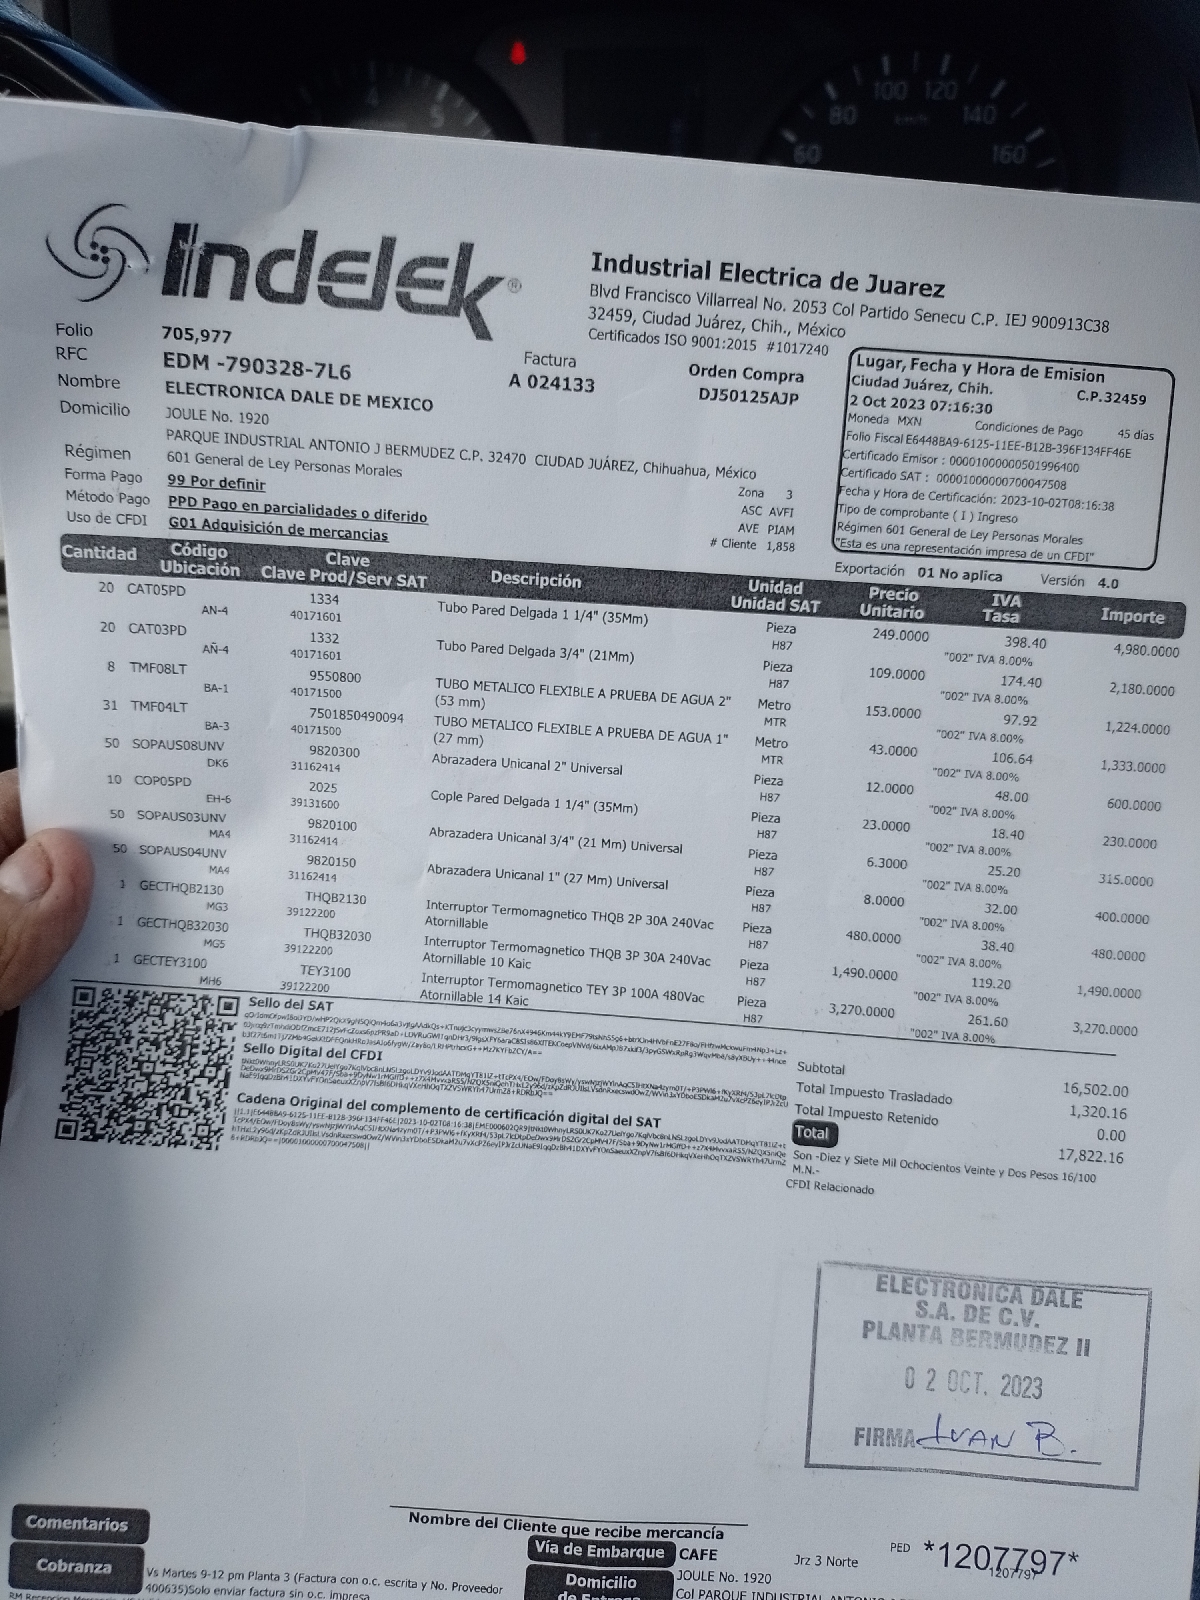 4
5
60
80
100
120
140
160
km/h
Indelek®
Industrial Electrica de Juarez
Blvd Francisco Villarreal No. 2053 Col Partido Senecu C.P. IEJ 900913C38
32459, Ciudad Juárez, Chih., México
Certificados ISO 9001:2015 #1017240
Folio 705,977
RFC EDM -790328-7L6
Factura
A 024133
Orden Compra
DJ50125AJP
Nombre ELECTRONICA DALE DE MEXICO
Domicilio JOULE No. 1920
PARQUE INDUSTRIAL ANTONIO J BERMUDEZ C.P. 32470 CIUDAD JUÁREZ, Chihuahua, México
Régimen 601 General de Ley Personas Morales
Forma Pago 99 Por definir
Método Pago PPD Pago en parcialidades o diferido
Uso de CFDI G01 Adquisición de mercancias
Zona 3
ASC AVFI
AVE PJAM
# Cliente 1,858
Lugar, Fecha y Hora de Emision
Ciudad Juárez, Chih. C.P.32459
2 Oct 2023 07:16:30
Moneda MXN Condiciones de Pago 45 días
Folio Fiscal E6448BA9-6125-11EE-B12B-396F134FF46E
Certificado Emisor : 00001000000501996400
Certificado SAT : 00001000000700047508
Fecha y Hora de Certificación: 2023-10-02T08:16:38
Tipo de comprobante ( I ) Ingreso
Régimen 601 General de Ley Personas Morales
"Esta es una representación impresa de un CFDI"
Exportación 01 No aplica Versión 4.0
Cantidad Código Clave Descripción Unidad Precio IVA Importe
Ubicación Clave Prod/Serv SAT Unidad SAT Unitario Tasa
20 CAT05PD 1334 Tubo Pared Delgada 1 1/4" (35Mm) Pieza 249.0000 398.40 4,980.0000
AN-4 40171601 H87 "002" IVA 8.00%
20 CAT03PD 1332 Tubo Pared Delgada 3/4" (21Mm) Pieza 109.0000 174.40 2,180.0000
AÑ-4 40171601 H87 "002" IVA 8.00%
8 TMF08LT 9550800 TUBO METALICO FLEXIBLE A PRUEBA DE AGUA 2" Metro 153.0000 97.92 1,224.0000
BA-1 40171500 (53 mm) MTR "002" IVA 8.00%
31 TMF04LT 7501850490094 TUBO METALICO FLEXIBLE A PRUEBA DE AGUA 1" Metro 43.0000 106.64 1,333.0000
BA-3 40171500 (27 mm) MTR "002" IVA 8.00%
50 SOPAUS08UNV 9820300 Abrazadera Unicanal 2" Universal Pieza 12.0000 48.00 600.0000
DK6 31162414 H87 "002" IVA 8.00%
10 COP05PD 2025 Cople Pared Delgada 1 1/4" (35Mm) Pieza 23.0000 18.40 230.0000
EH-6 39131600 H87 "002" IVA 8.00%
50 SOPAUS03UNV 9820100 Abrazadera Unicanal 3/4" (21 Mm) Universal Pieza 6.3000 25.20 315.0000
MA4 31162414 H87 "002" IVA 8.00%
50 SOPAUS04UNV 9820150 Abrazadera Unicanal 1" (27 Mm) Universal Pieza 8.0000 32.00 400.0000
MA4 31162414 H87 "002" IVA 8.00%
1 GECTHQB2130 THQB2130 Interruptor Termomagnetico THQB 2P 30A 240Vac Pieza 480.0000 38.40 480.0000
MG3 39122200 Atornillable H87 "002" IVA 8.00%
1 GECTHQB32030 THQB32030 Interruptor Termomagnetico THQB 3P 30A 240Vac Pieza 1,490.0000 119.20 1,490.0000
MG5 39122200 Atornillable 10 Kaic H87 "002" IVA 8.00%
1 GECTEY3100 TEY3100 Interruptor Termomagnetico TEY 3P 100A 480Vac Pieza 3,270.0000 261.60 3,270.0000
MH6 39122200 Atornillable 14 Kaic H87 "002" IVA 8.00%
Sello del SAT
Sello Digital del CFDI
Cadena Original del complemento de certificación digital del SAT
Subtotal 16,502.00
Total Impuesto Trasladado 1,320.16
Total Impuesto Retenido 0.00
Total 17,822.16
Son -Diez y Siete Mil Ochocientos Veinte y Dos Pesos 16/100
M.N.-
CFDI Relacionado
ELECTRONICA DALE
S.A. DE C.V.
PLANTA BERMUDEZ II
02 OCT. 2023
FIRMA IVAN B.
Nombre del Cliente que recibe mercancía
Comentarios
Vía de Embarque CAFE Jrz 3 Norte PED *1207797*
1207797
Cobranza Vs Martes 9-12 pm Planta 3 (Factura con o.c. escrita y No. Proveedor
400635)Solo enviar factura sin o.c. impresa
Domicilio JOULE No. 1920
de Entrega Col PARQUE INDUSTRIAL